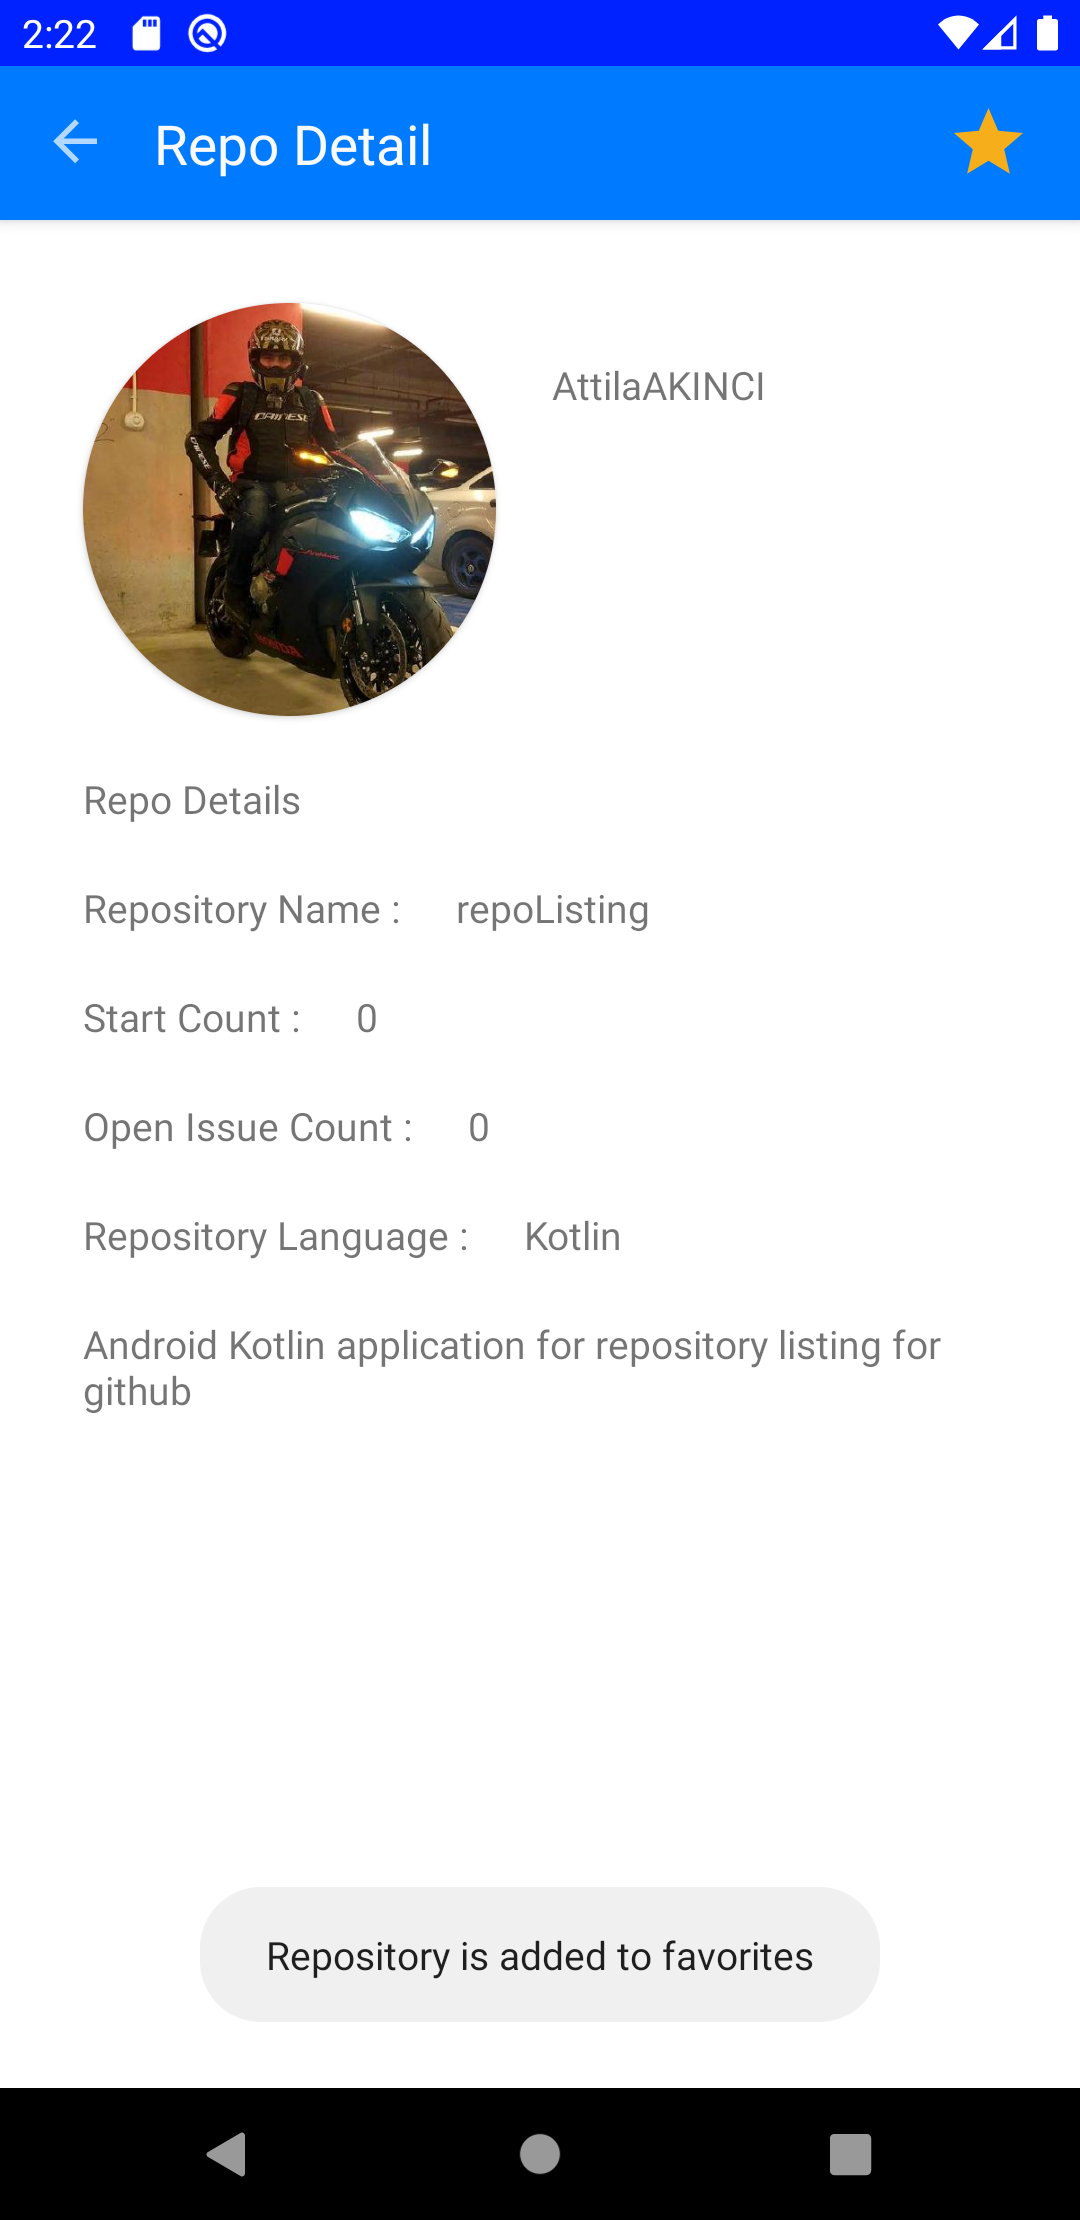 2:22
Repo Detail
AttilaAKINCI
Repo Details
Repository Name : repoListing
Start Count : 0
Open Issue Count : 0
Repository Language : Kotlin
Android Kotlin application for repository listing for
github
Repository is added to favorites